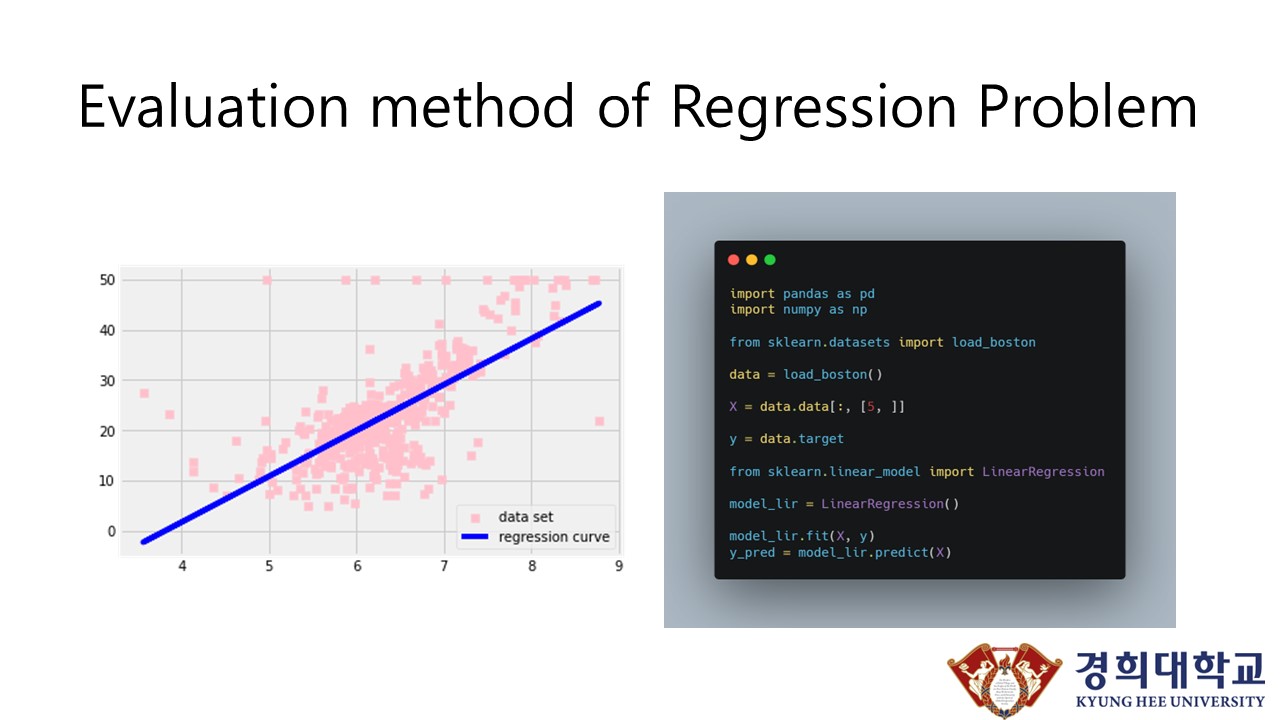 Evaluation method of Regression Problem
50
40
30
20
10
0
4 5 6 7 8 9
data set
regression curve
import pandas as pd
import numpy as np
from sklearn.datasets import load_boston
data = load_boston()
X = data.data[:, [5, ]]
y = data.target
from sklearn.linear_model import LinearRegression
model_lir = LinearRegression()
model_lir.fit(X, y)
y_pred = model_lir.predict(X)
경희대학교
KYUNG HEE UNIVERSITY